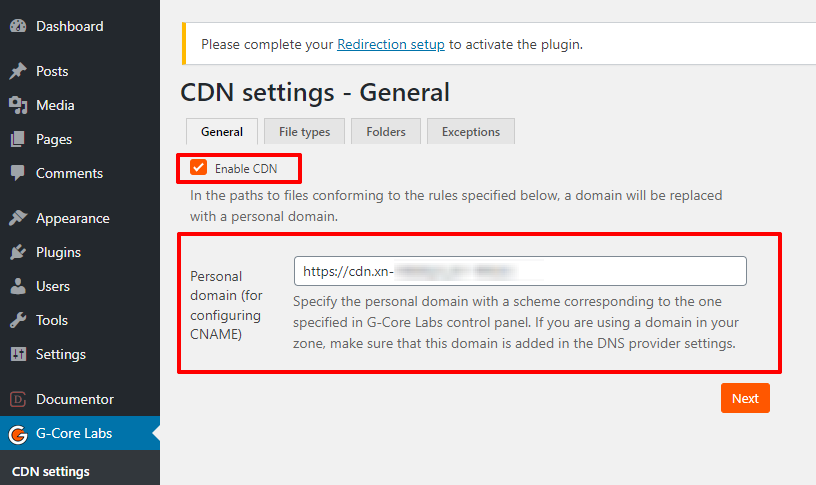 Dashboard
Posts
Media
Pages
Comments
Appearance
Plugins
Users
Tools
Settings
Documentor
G-Core Labs
CDN settings
Please complete your Redirection setup to activate the plugin.
CDN settings - General
General
File types
Folders
Exceptions
Enable CDN
In the paths to files conforming to the rules specified below, a domain will be replaced
with a personal domain.
Personal
domain (for
configuring
CNAME)
https://cdn.xn-
Specify the personal domain with a scheme corresponding to the one
specified in G-Core Labs control panel. If you are using a domain in your
zone, make sure that this domain is added in the DNS provider settings.
Next